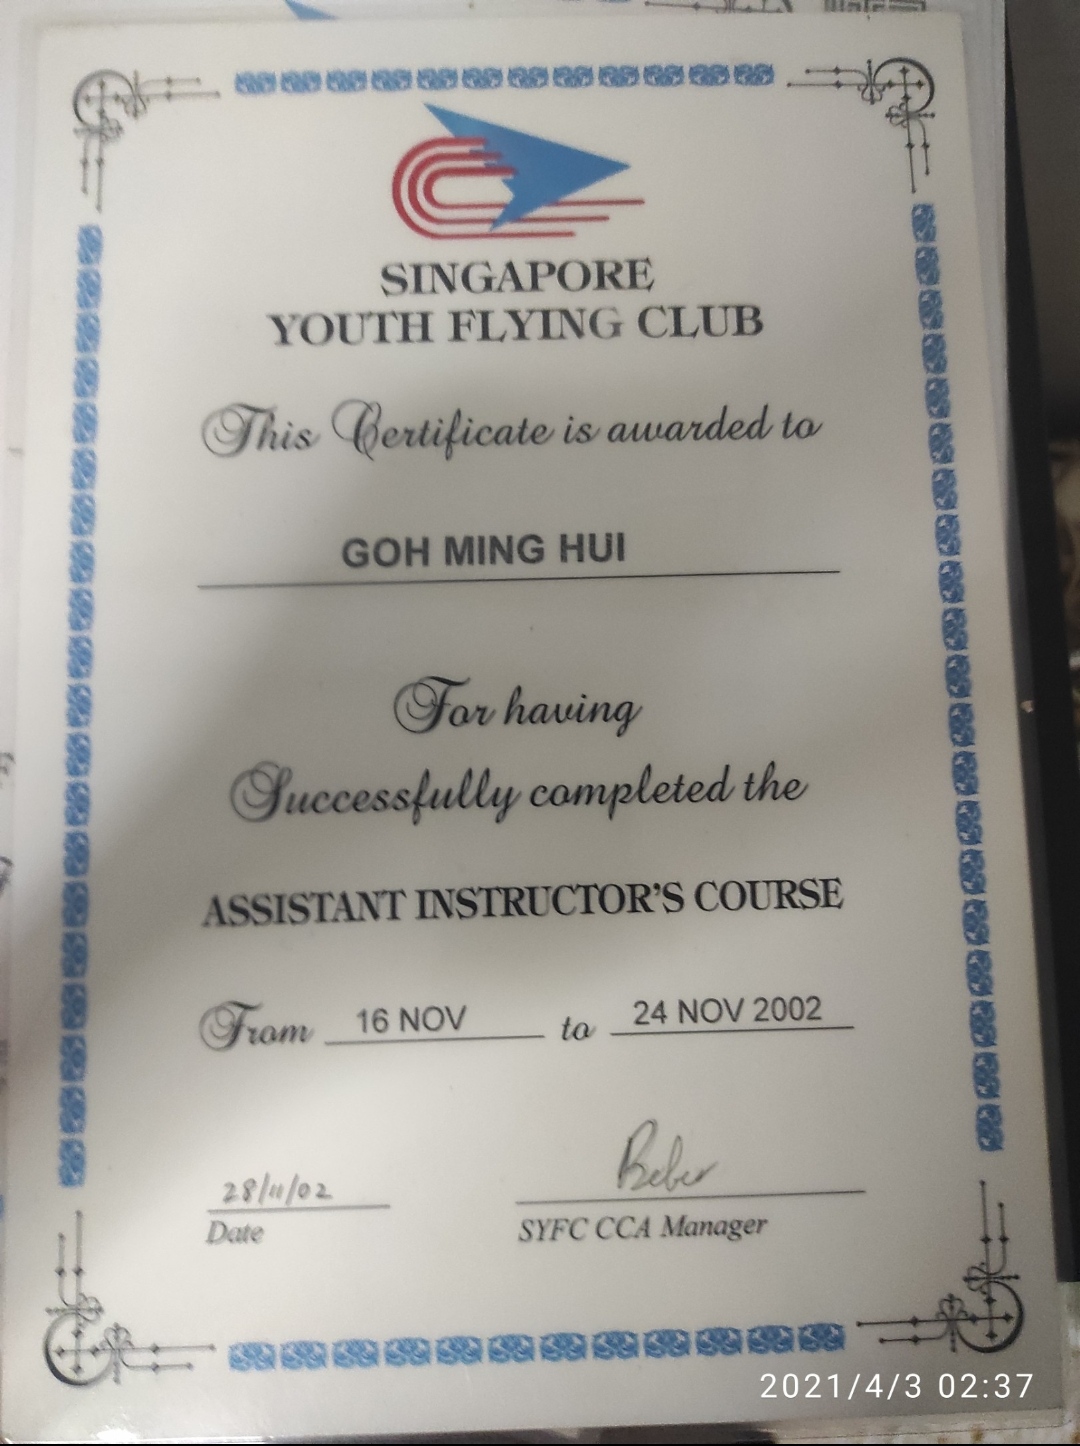 SINGAPORE
YOUTH FLYING CLUB
This Certificate is awarded to
GOH MING HUI
For having
Successfully completed the
ASSISTANT INSTRUCTOR'S COURSE
From 16 NOV to 24 NOV 2002
28/11/02
Date
SYFC CCA Manager
2021/4/3 02:37